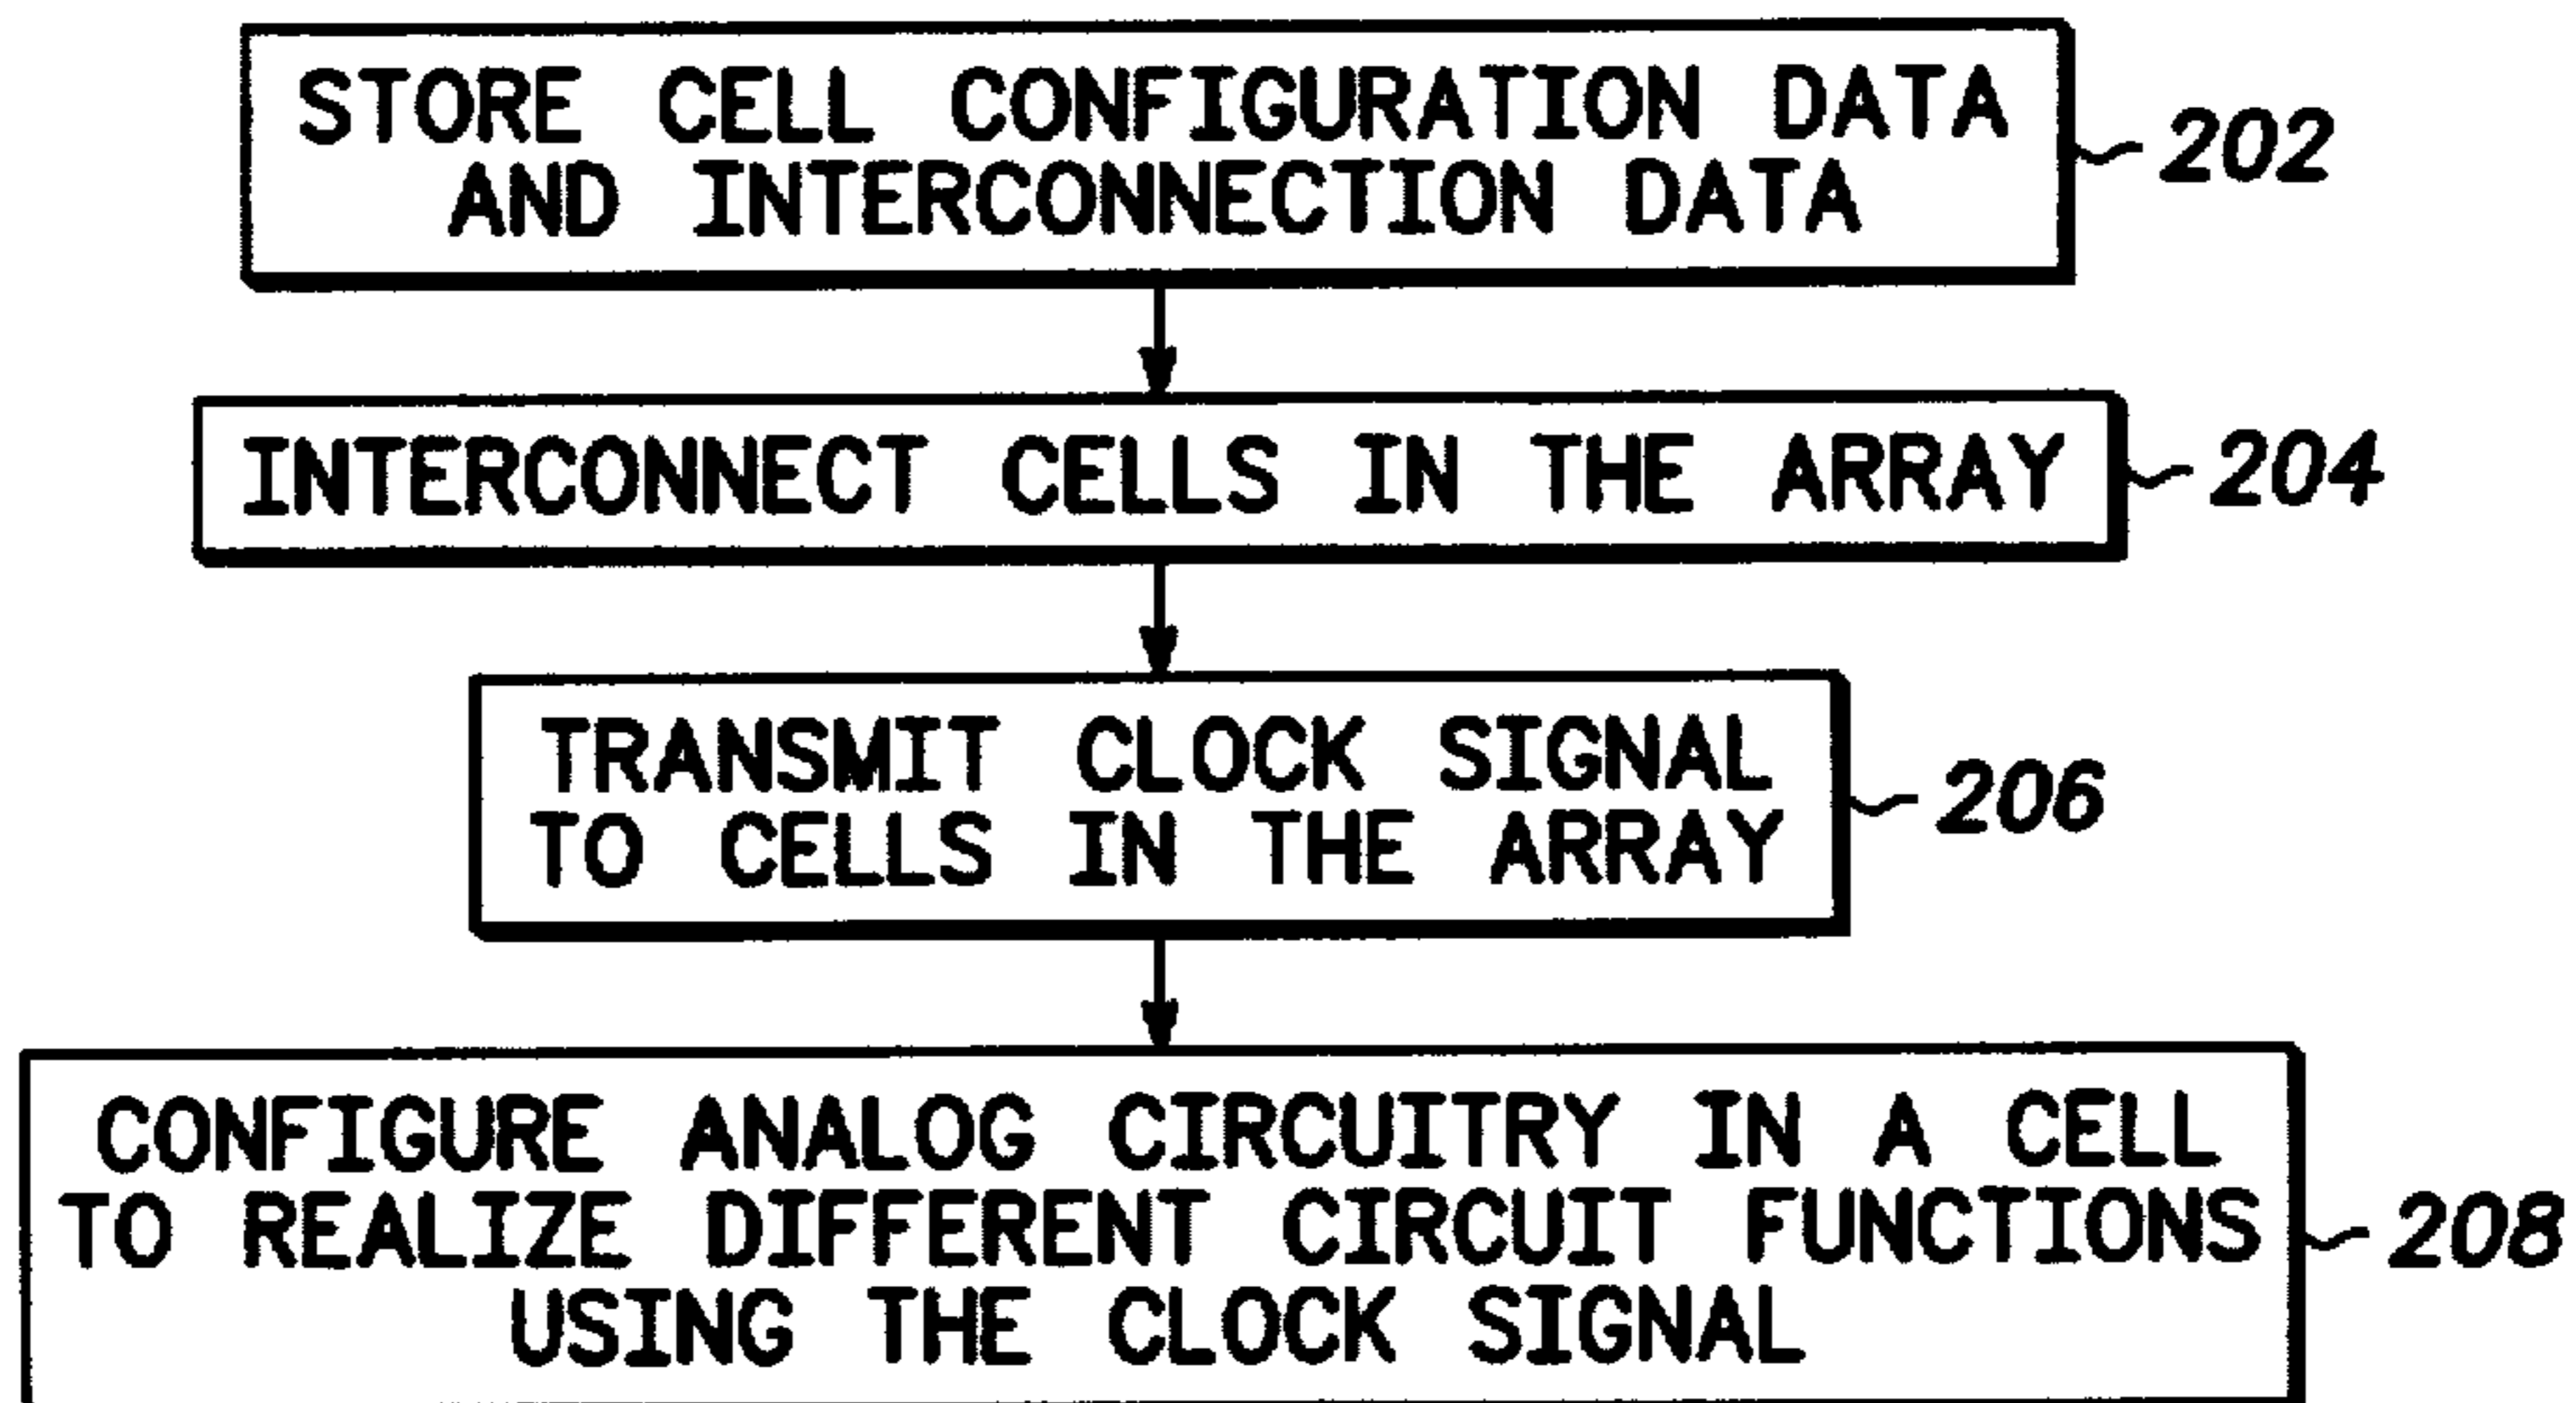 STORE CELL CONFIGURATION DATA
AND INTERCONNECTION DATA
202
INTERCONNECT CELLS IN THE ARRAY
204
TRANSMIT CLOCK SIGNAL
TO CELLS IN THE ARRAY
206
CONFIGURE ANALOG CIRCUITRY IN A CELL
TO REALIZE DIFFERENT CIRCUIT FUNCTIONS
USING THE CLOCK SIGNAL
208